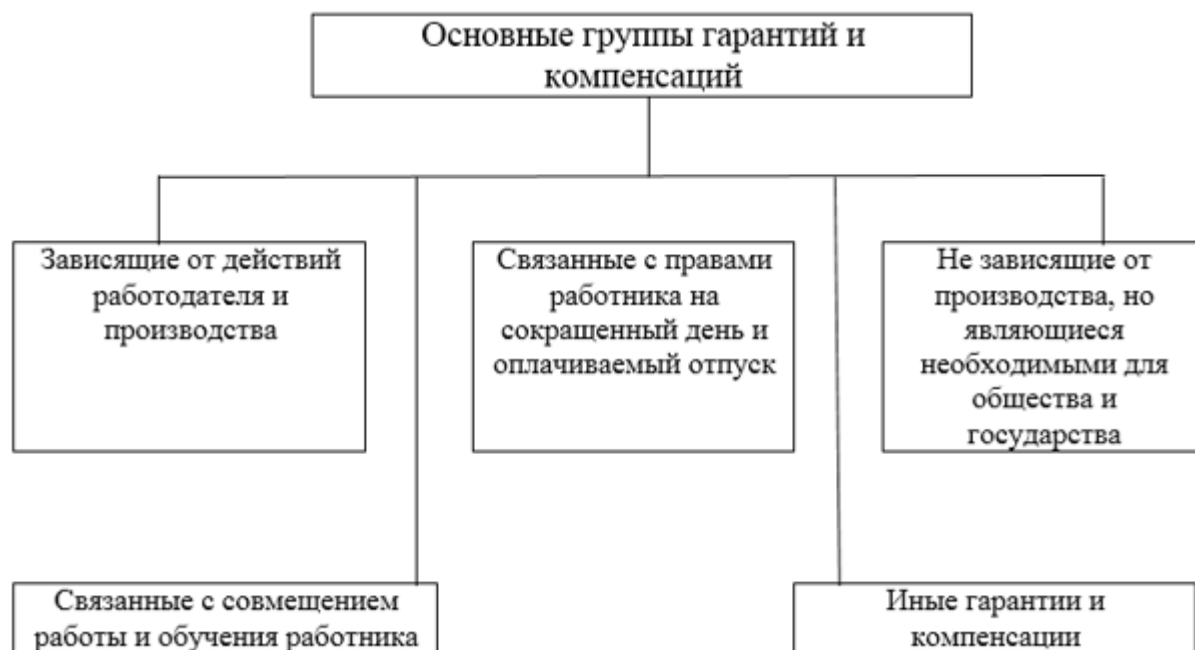 Основные группы гарантий и
компенсаций
Зависящие от действий
работодателя и
производства
Связанные с правами
работника на
сокращенный день и
оплачиваемый отпуск
Не зависящие от
производства, но
являющиеся
необходимыми для
общества и
государства
Связанные с совмещением
работы и обучения работника
Иные гарантии и
компенсации